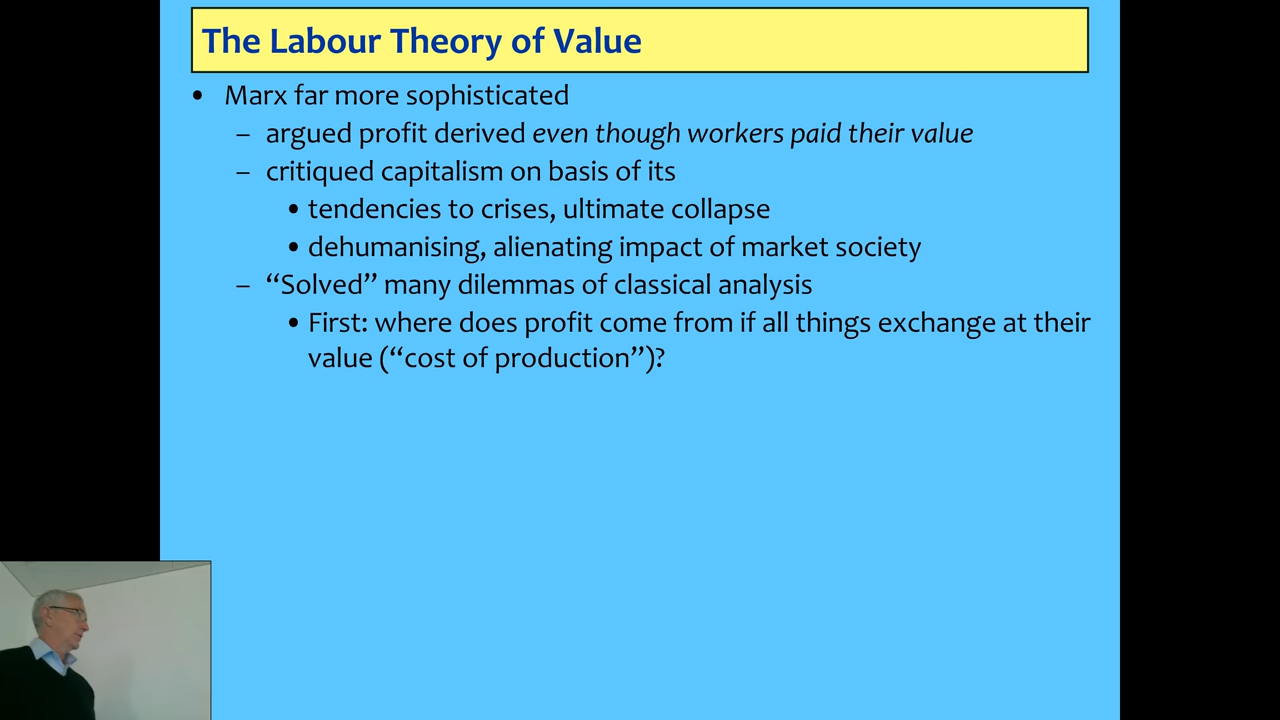 The Labour Theory of Value
• Marx far more sophisticated
– argued profit derived even though workers paid their value
– critiqued capitalism on basis of its
• tendencies to crises, ultimate collapse
• dehumanising, alienating impact of market society
– “Solved” many dilemmas of classical analysis
• First: where does profit come from if all things exchange at their
value (“cost of production”)?